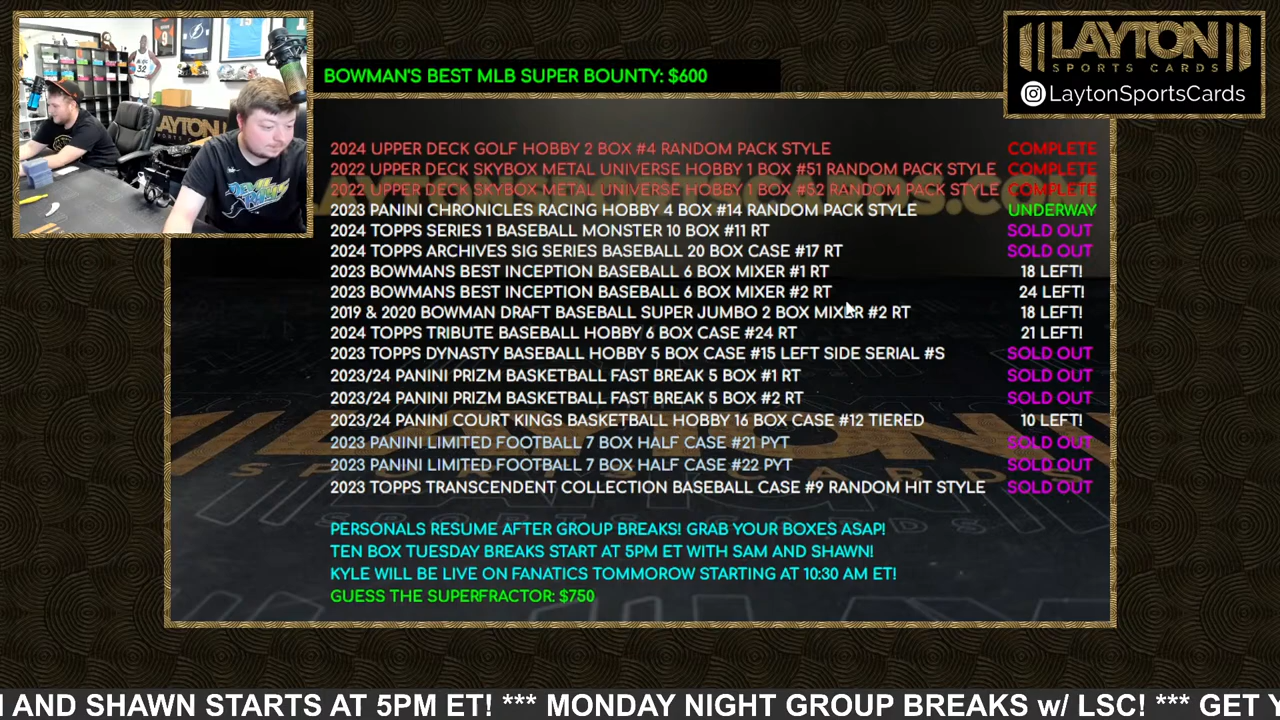 BOWMAN'S BEST MLB SUPER BOUNTY: $600
LAYTON
SPORTS CARDS
LaytonSportsCards
2024 UPPER DECK GOLF HOBBY 2 BOX #4 RANDOM PACK STYLE COMPLETE
2022 UPPER DECK SKYBOX METAL UNIVERSE HOBBY 1 BOX #51 RANDOM PACK STYLE COMPLETE
2022 UPPER DECK SKYBOX METAL UNIVERSE HOBBY 1 BOX #52 RANDOM PACK STYLE COMPLETE
2023 PANINI CHRONICLES RACING HOBBY 4 BOX #14 RANDOM PACK STYLE UNDERWAY
2024 TOPPS SERIES 1 BASEBALL MONSTER 10 BOX #11 RT SOLD OUT
2024 TOPPS ARCHIVES SIG SERIES BASEBALL 20 BOX CASE #17 RT SOLD OUT
2023 BOWMANS BEST INCEPTION BASEBALL 6 BOX MIXER #1 RT 18 LEFT!
2023 BOWMANS BEST INCEPTION BASEBALL 6 BOX MIXER #2 RT 24 LEFT!
2019 & 2020 BOWMAN DRAFT BASEBALL SUPER JUMBO 2 BOX MIXER #2 RT 18 LEFT!
2024 TOPPS TRIBUTE BASEBALL HOBBY 6 BOX CASE #24 RT 21 LEFT!
2023 TOPPS DYNASTY BASEBALL HOBBY 5 BOX CASE #15 LEFT SIDE SERIAL #S SOLD OUT
2023/24 PANINI PRIZM BASKETBALL FAST BREAK 5 BOX #1 RT SOLD OUT
2023/24 PANINI PRIZM BASKETBALL FAST BREAK 5 BOX #2 RT SOLD OUT
2023/24 PANINI COURT KINGS BASKETBALL HOBBY 16 BOX CASE #12 TIERED 10 LEFT!
2023 PANINI LIMITED FOOTBALL 7 BOX HALF CASE #21 PYT SOLD OUT
2023 PANINI LIMITED FOOTBALL 7 BOX HALF CASE #22 PYT SOLD OUT
2023 TOPPS TRANSCENDENT COLLECTION BASEBALL CASE #9 RANDOM HIT STYLE SOLD OUT
PERSONALS RESUME AFTER GROUP BREAKS! GRAB YOUR BOXES ASAP!
TEN BOX TUESDAY BREAKS START AT 5PM ET WITH SAM AND SHAWN!
KYLE WILL BE LIVE ON FANATICS TOMMOROW STARTING AT 10:30 AM ET!
GUESS THE SUPERFRACTOR: $750
AND SHAWN STARTS AT 5PM ET! *** MONDAY NIGHT GROUP BREAKS w/ LSC! *** GET